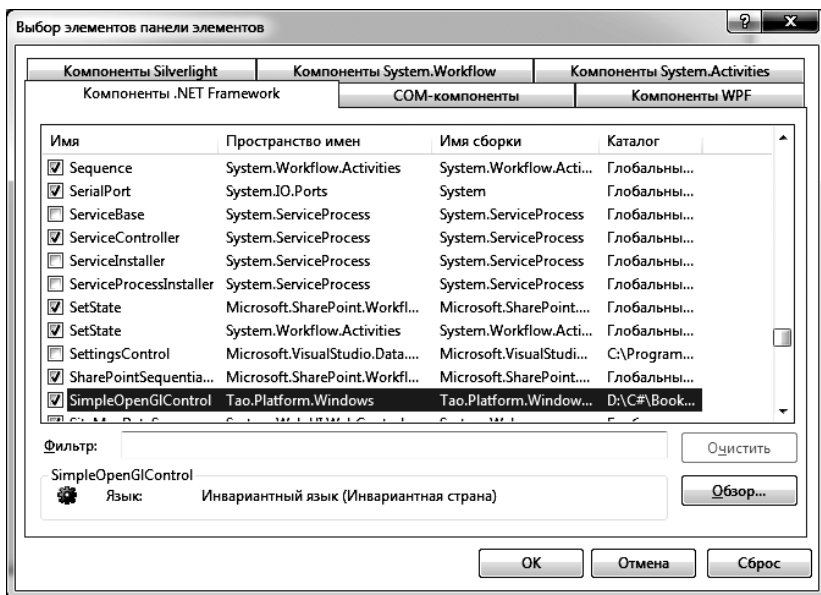 Выбор элементов панели элементов
Компоненты Silverlight Компоненты System.Workflow Компоненты System.Activities
Компоненты .NET Framework COM-компоненты Компоненты WPF
Имя Пространство имен Имя сборки Каталог
Sequence System.Workflow.Activities System.Workflow.Acti... Глобальны...
SerialPort System.IO.Ports System Глобальны...
ServiceBase System.ServiceProcess System.ServiceProcess Глобальны...
ServiceController System.ServiceProcess System.ServiceProcess Глобальны...
ServiceInstaller System.ServiceProcess System.ServiceProcess Глобальны...
ServiceProcessInstaller System.ServiceProcess System.ServiceProcess Глобальны...
SetState Microsoft.SharePoint.Workfl... Microsoft.SharePoint.... Глобальны...
SetState System.Workflow.Activities System.Workflow.Acti... Глобальны...
SettingsControl Microsoft.VisualStudio.Data.... Microsoft.VisualStudi... C:\Program...
SharePointSequentia... Microsoft.SharePoint.Workfl... Microsoft.SharePoint.... Глобальны...
SimpleOpenGlControl Tao.Platform.Windows Tao.Platform.Window... D:\C#\Book...
Фильтр: Очистить
SimpleOpenGlControl
Язык: Инвариантный язык (Инвариантная страна) Обзор...
OK Отмена Сброс